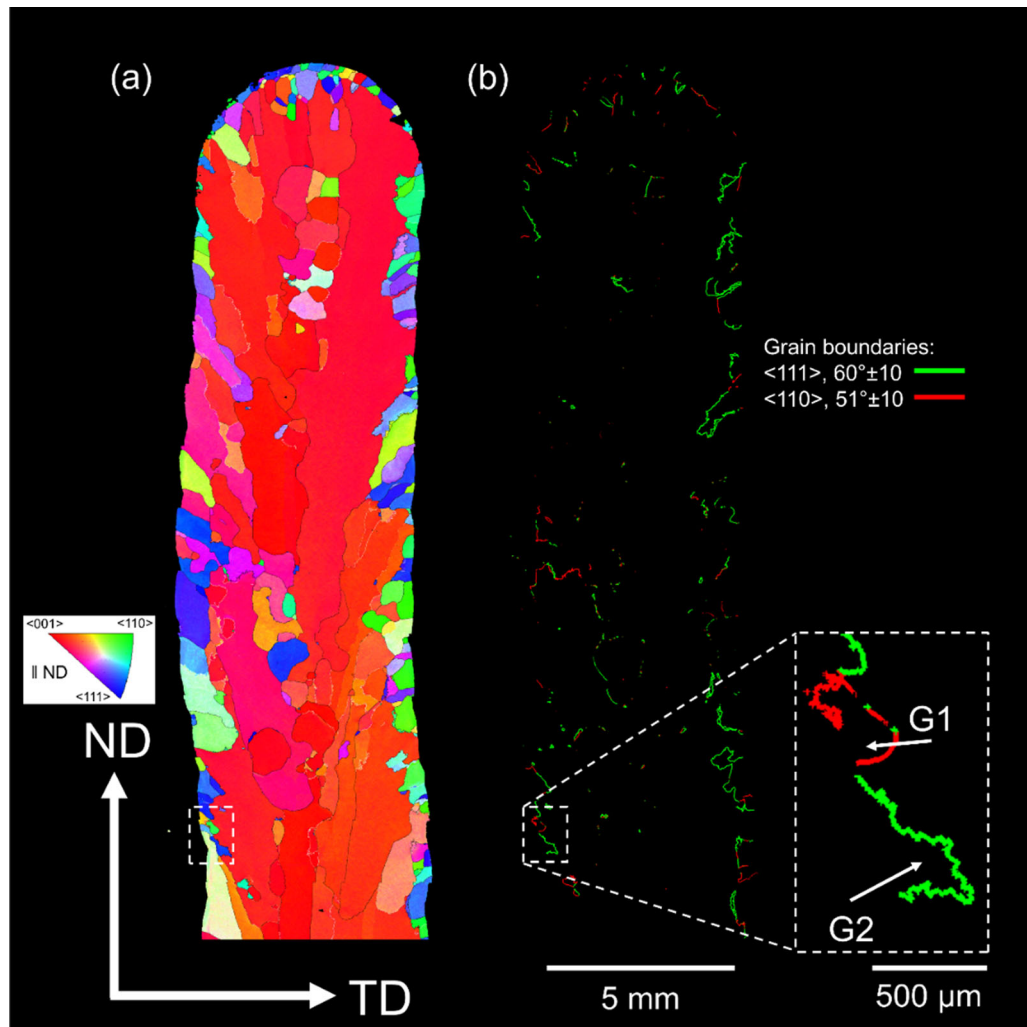 (a)
(b)
Grain boundaries:
<111>, 60°±10
<110>, 51°±10
<001>
<110>
|| ND
<111>
ND
TD
G1
G2
5 mm
500 µm